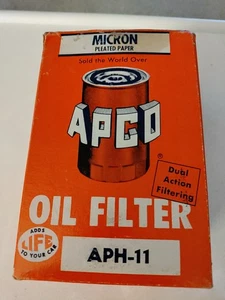 MICRON
PLEATED PAPER
Sold the World Over
APCO
®
Dubl
Action
Filtering
OIL FILTER
ADDS
LIFE
TO YOUR CAR
APH-11